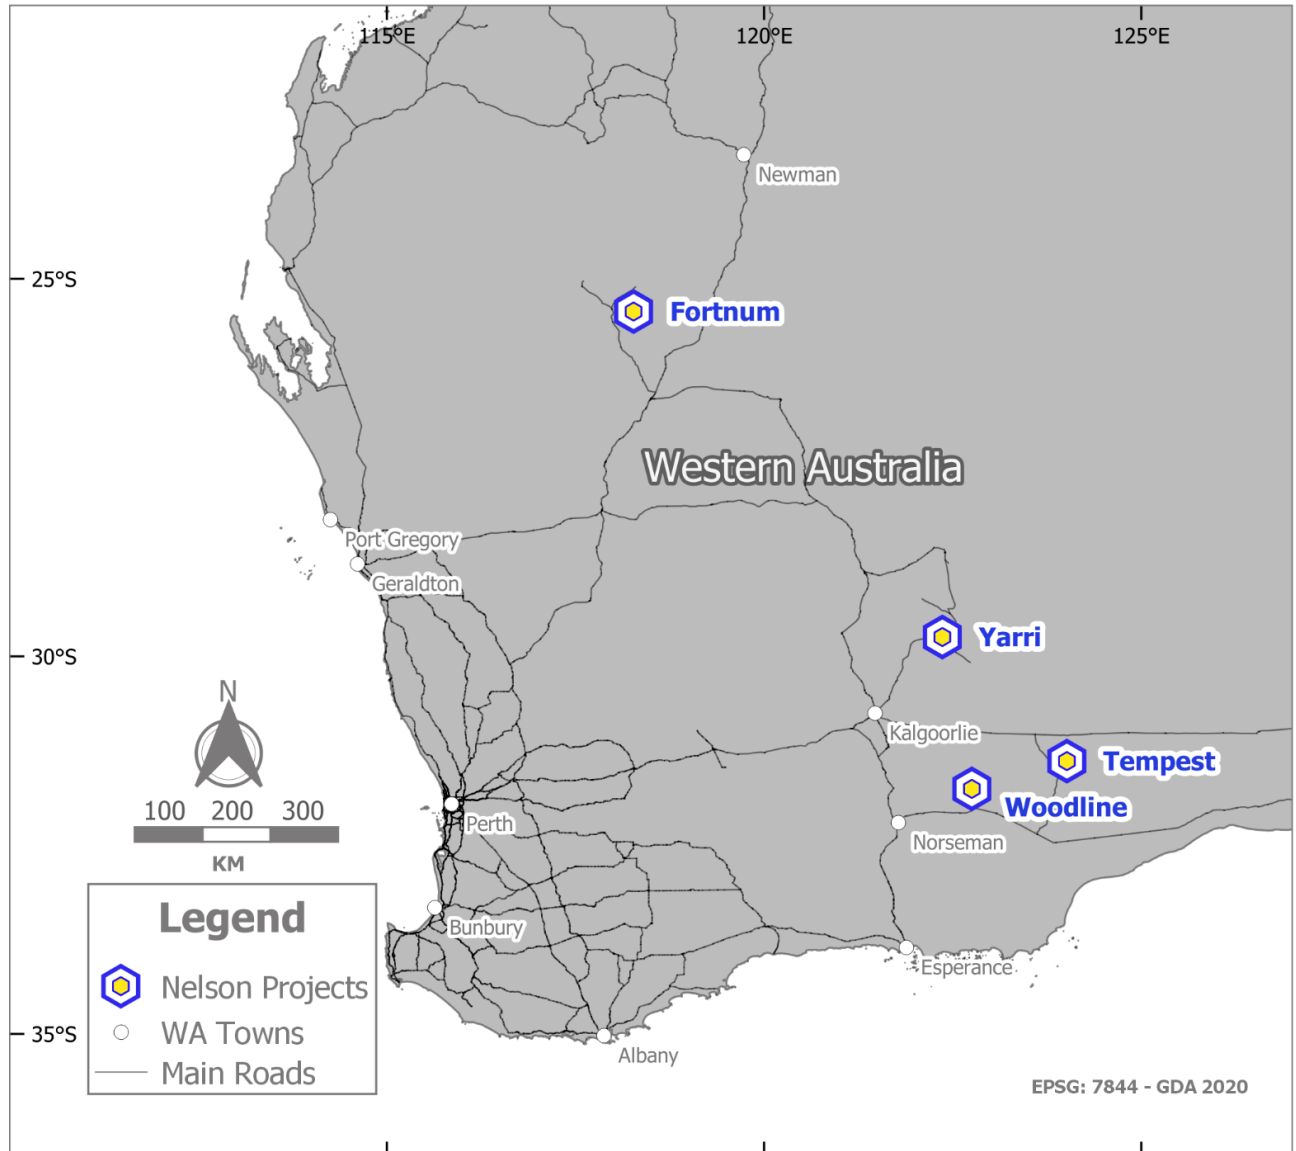 115°E
120°E
125°E
Newman
25°S
Fortnum
Western Australia
Port Gregory
Geraldton
Yarri
30°S
N
Kalgoorlie
Tempest
Woodline
100 200 300
KM
Perth
Norseman
Legend
Bunbury
Esperance
Nelson Projects
WA Towns
35°S
Albany
Main Roads
EPSG: 7844 - GDA 2020